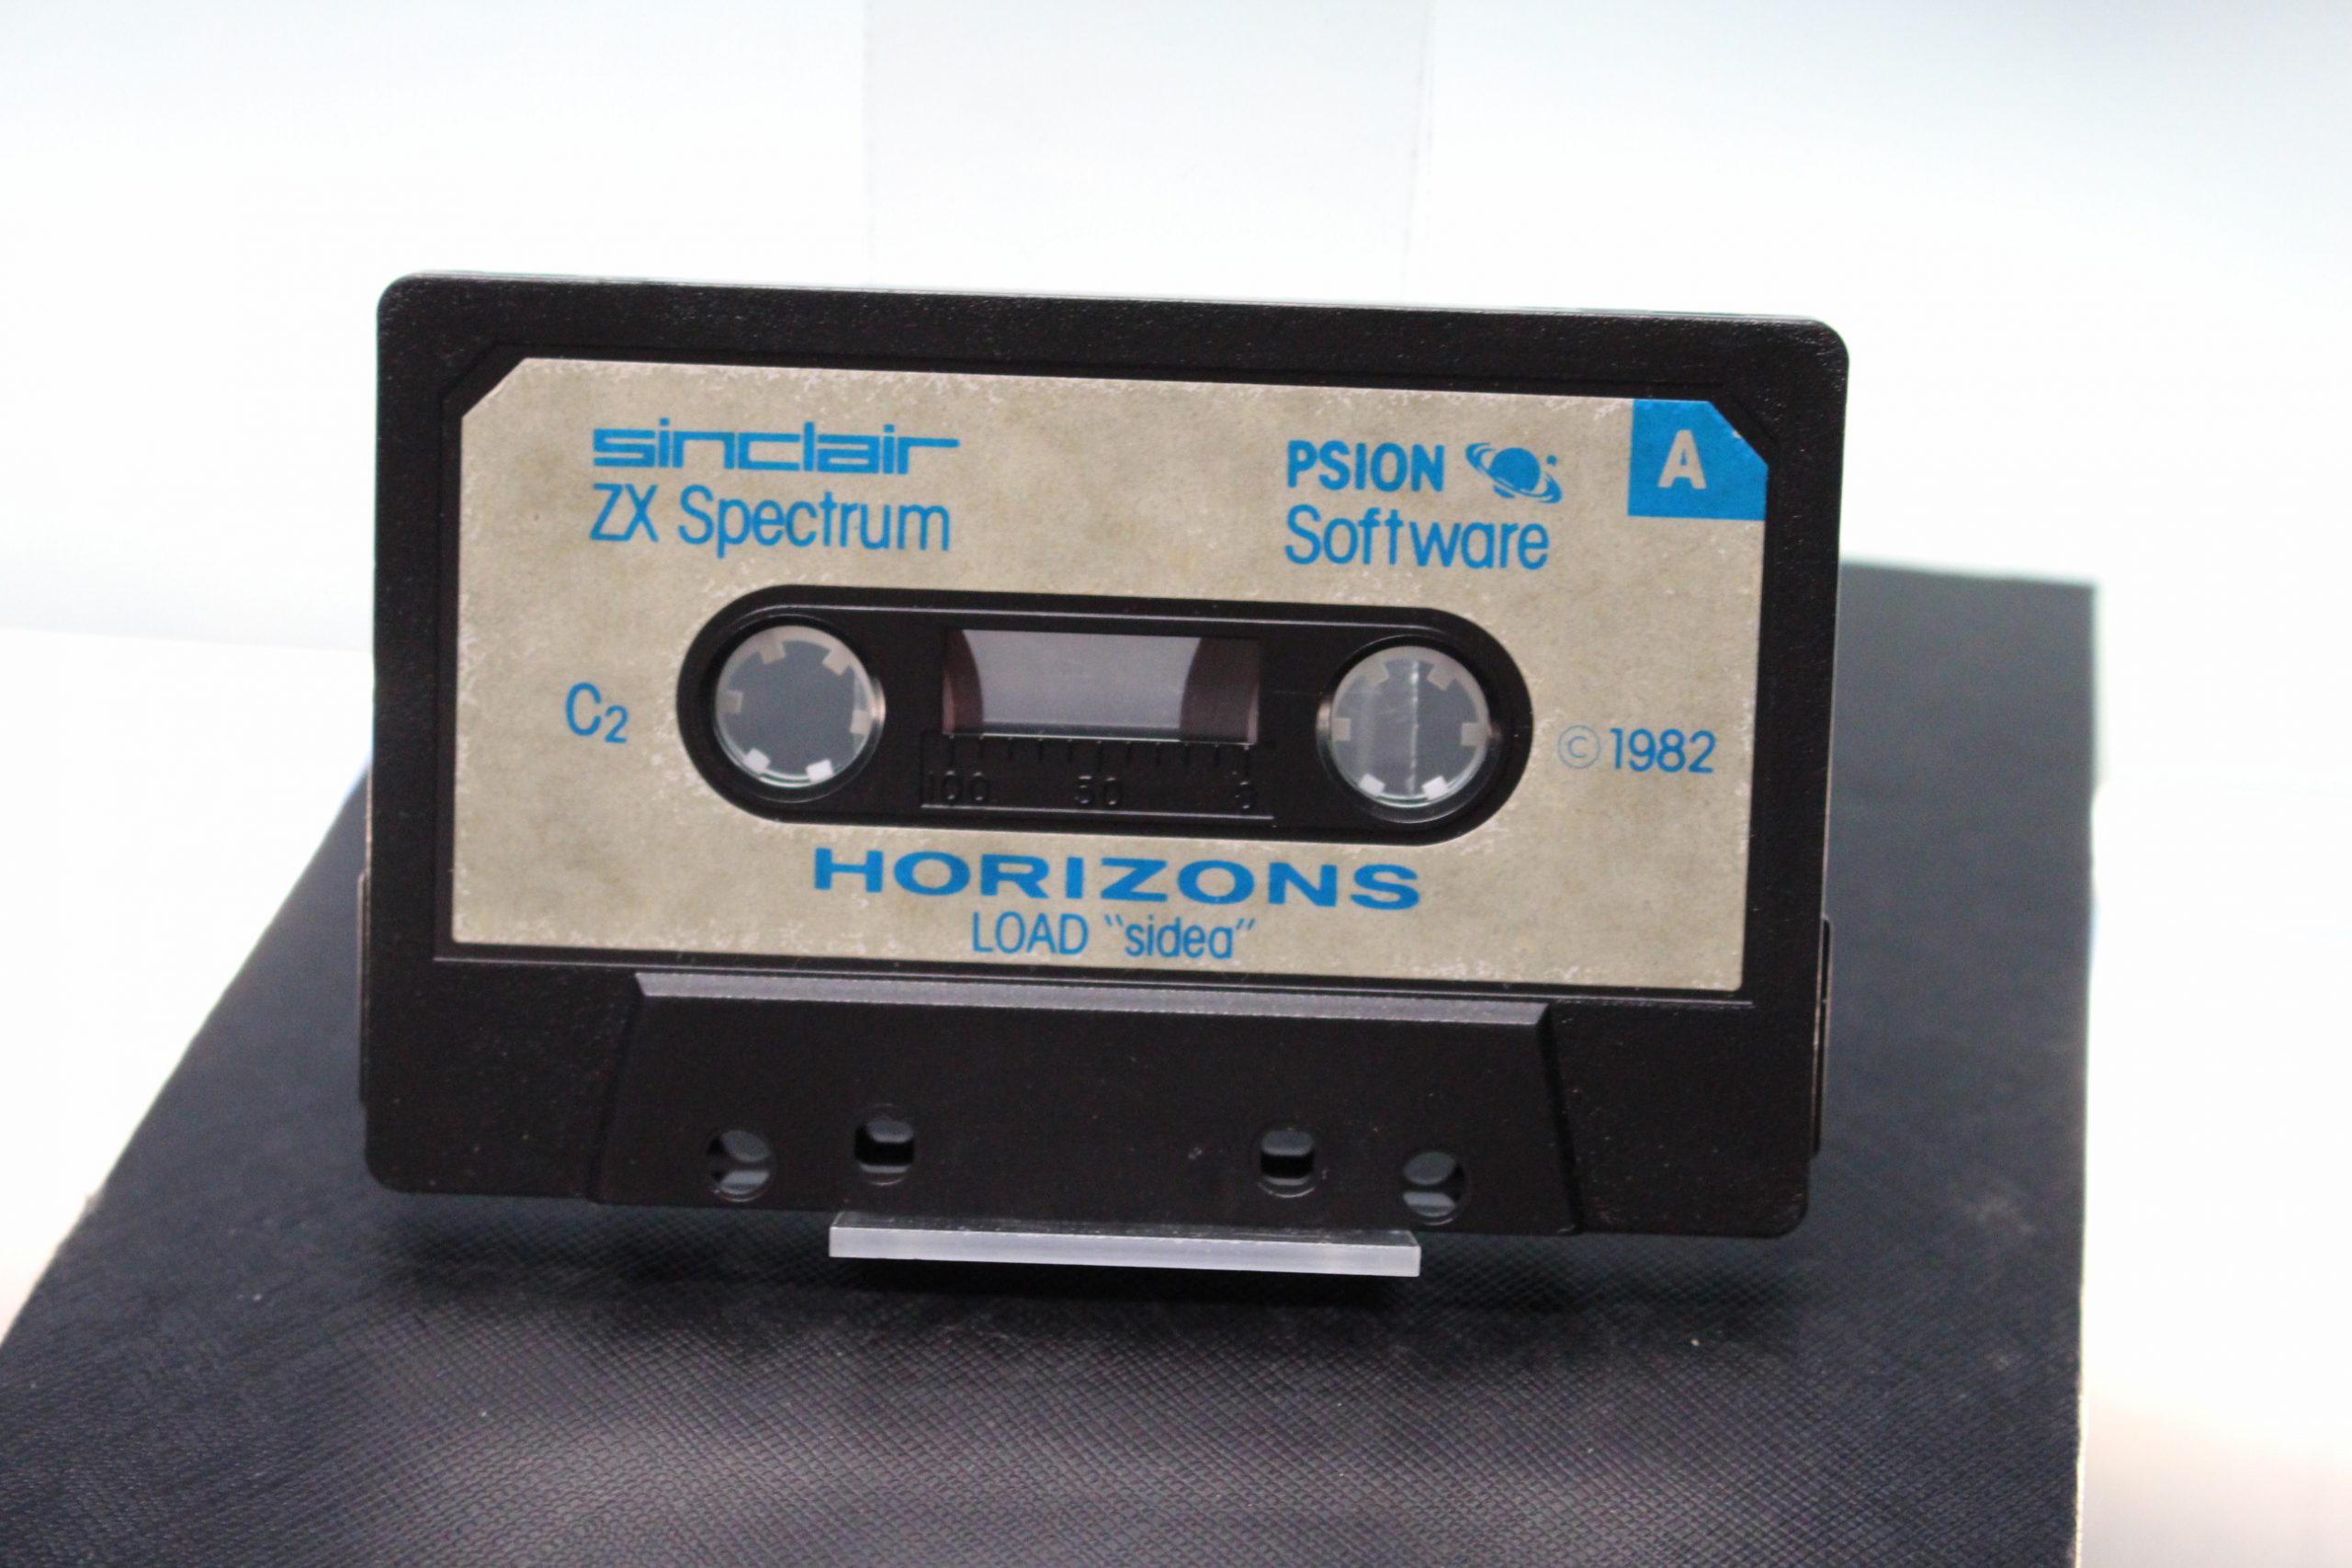 sinclair
ZX Spectrum
PSION
Software
A
C2
100 50 0
©1982
HORIZONS
LOAD "sidea"